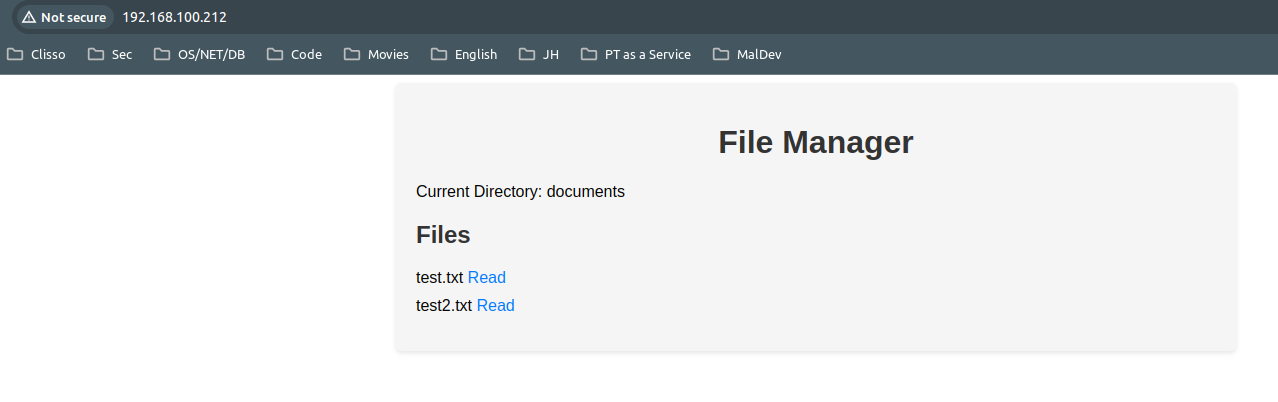 Not secure 192.168.100.212
Clisso Sec OS/NET/DB Code Movies English JH PT as a Service MalDev
File Manager
Current Directory: documents
Files
test.txt Read
test2.txt Read